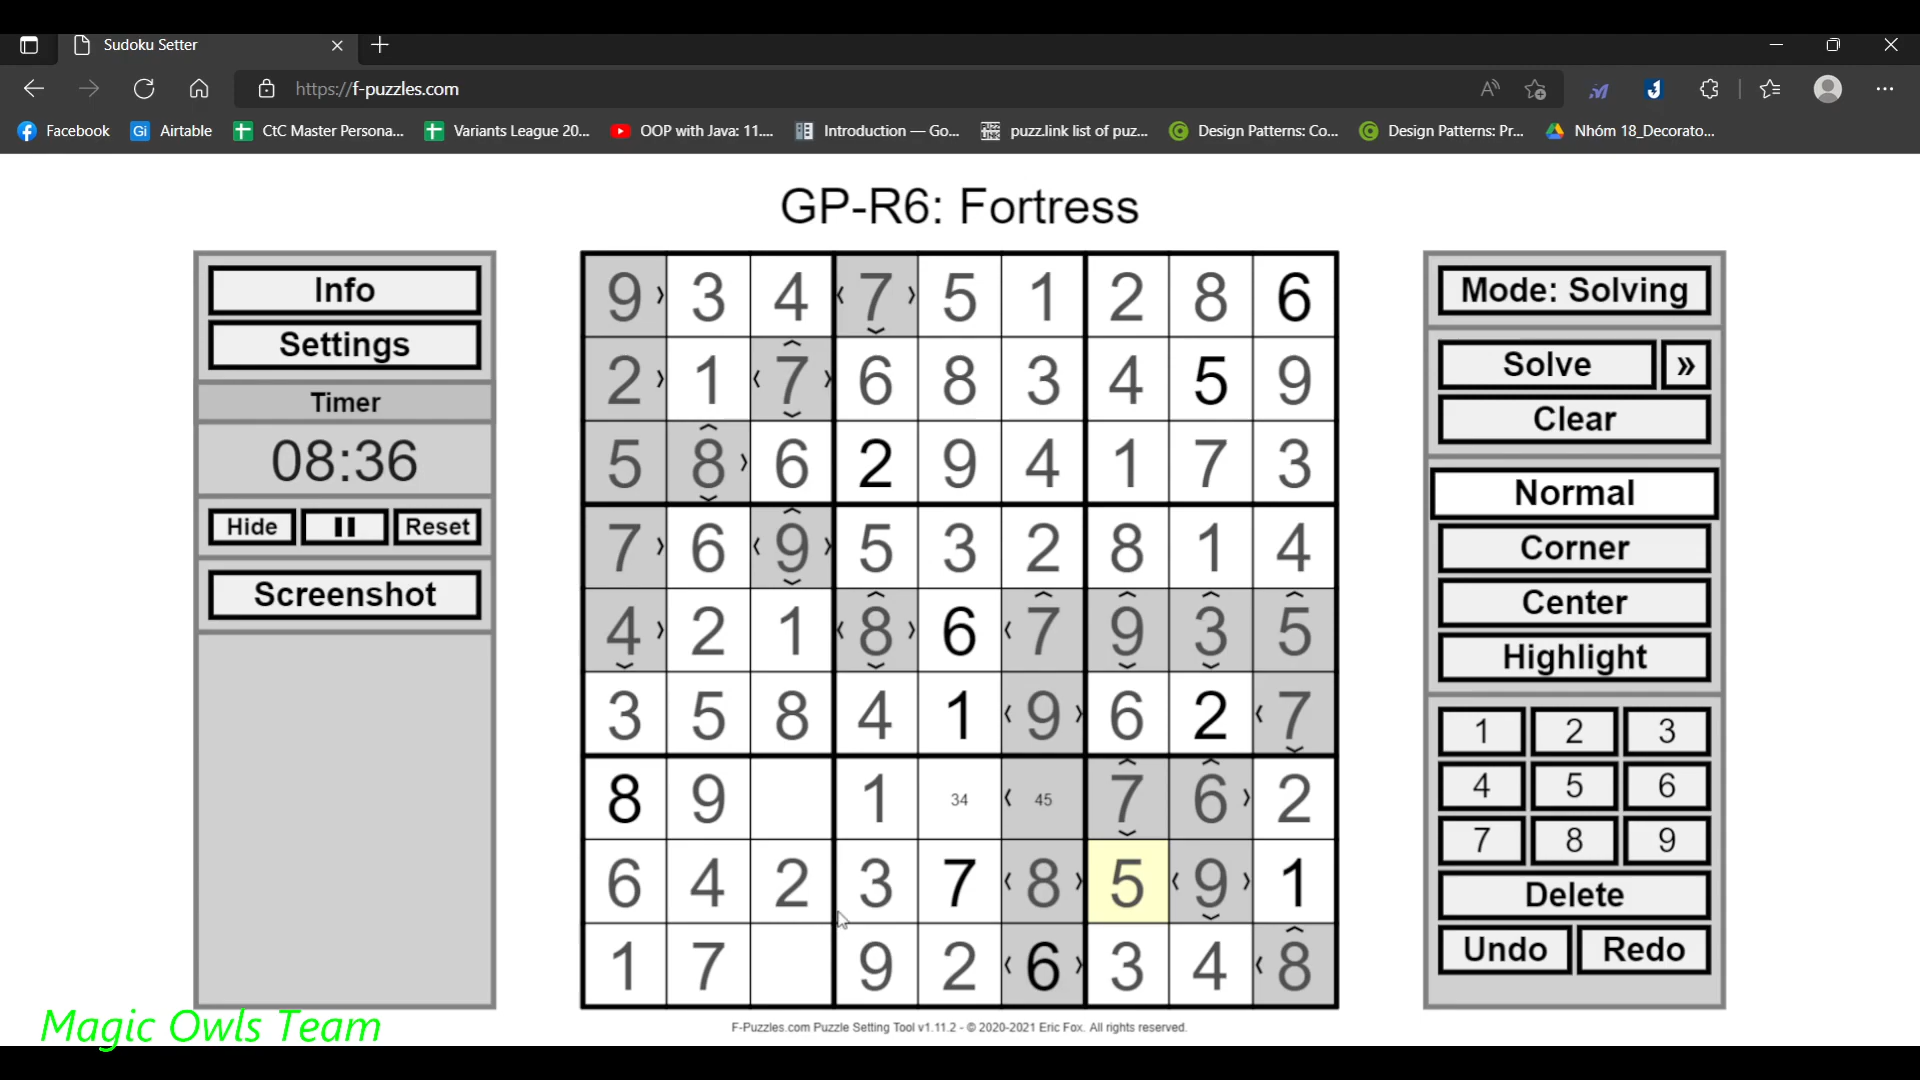 Sudoku Setter
https://f-puzzles.com
Facebook Gi Airtable CtC Master Persona... Variants League 20... OOP with Java: 11.... Introduction — Go... puzz.link list of puz... Design Patterns: Co... Design Patterns: Pr... Nhóm 18_Decorato...
GP-R6: Fortress
Info
Settings
Timer
08:36
Hide Reset
Screenshot
9 3 4 7 5 1 2 8 6
2 1 7 6 8 3 4 5 9
5 8 6 2 9 4 1 7 3
7 6 9 5 3 2 8 1 4
4 2 1 8 6 7 9 3 5
3 5 8 4 1 9 6 2 7
8 9 1 34 45 7 6 2
6 4 2 3 7 8 5 9 1
1 7 9 2 6 3 4 8
Mode: Solving
Solve »
Clear
Normal
Corner
Center
Highlight
1 2 3
4 5 6
7 8 9
Delete
Undo Redo
Magic Owls Team
F-Puzzles.com Puzzle Setting Tool v1.11.2 - © 2020-2021 Eric Fox. All rights reserved.